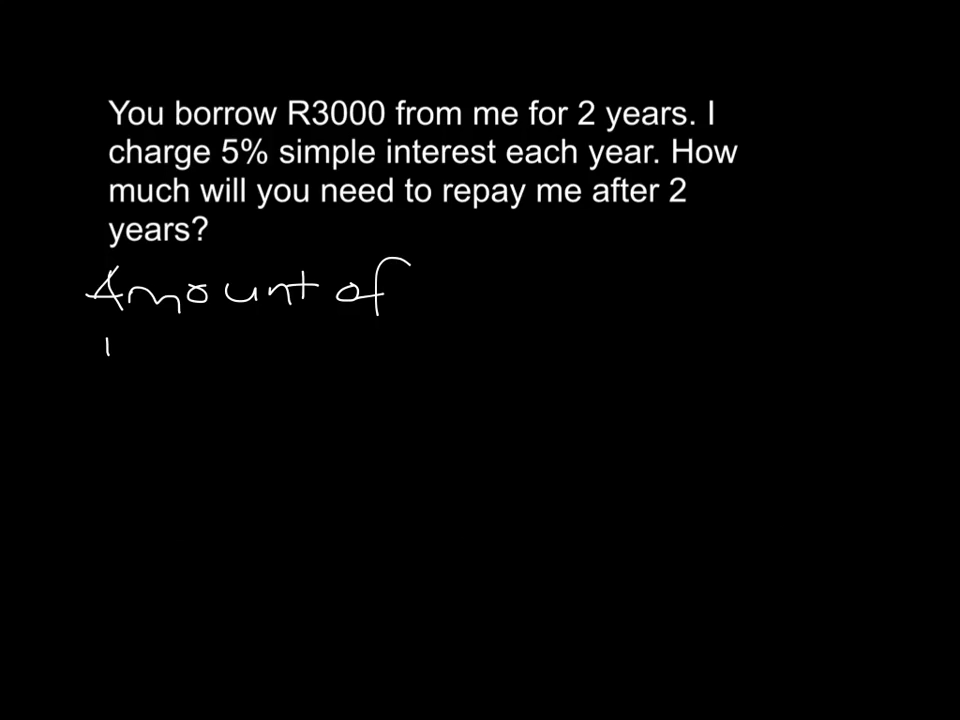 You borrow R3000 from me for 2 years. I
charge 5% simple interest each year. How
much will you need to repay me after 2
years?
Amount of